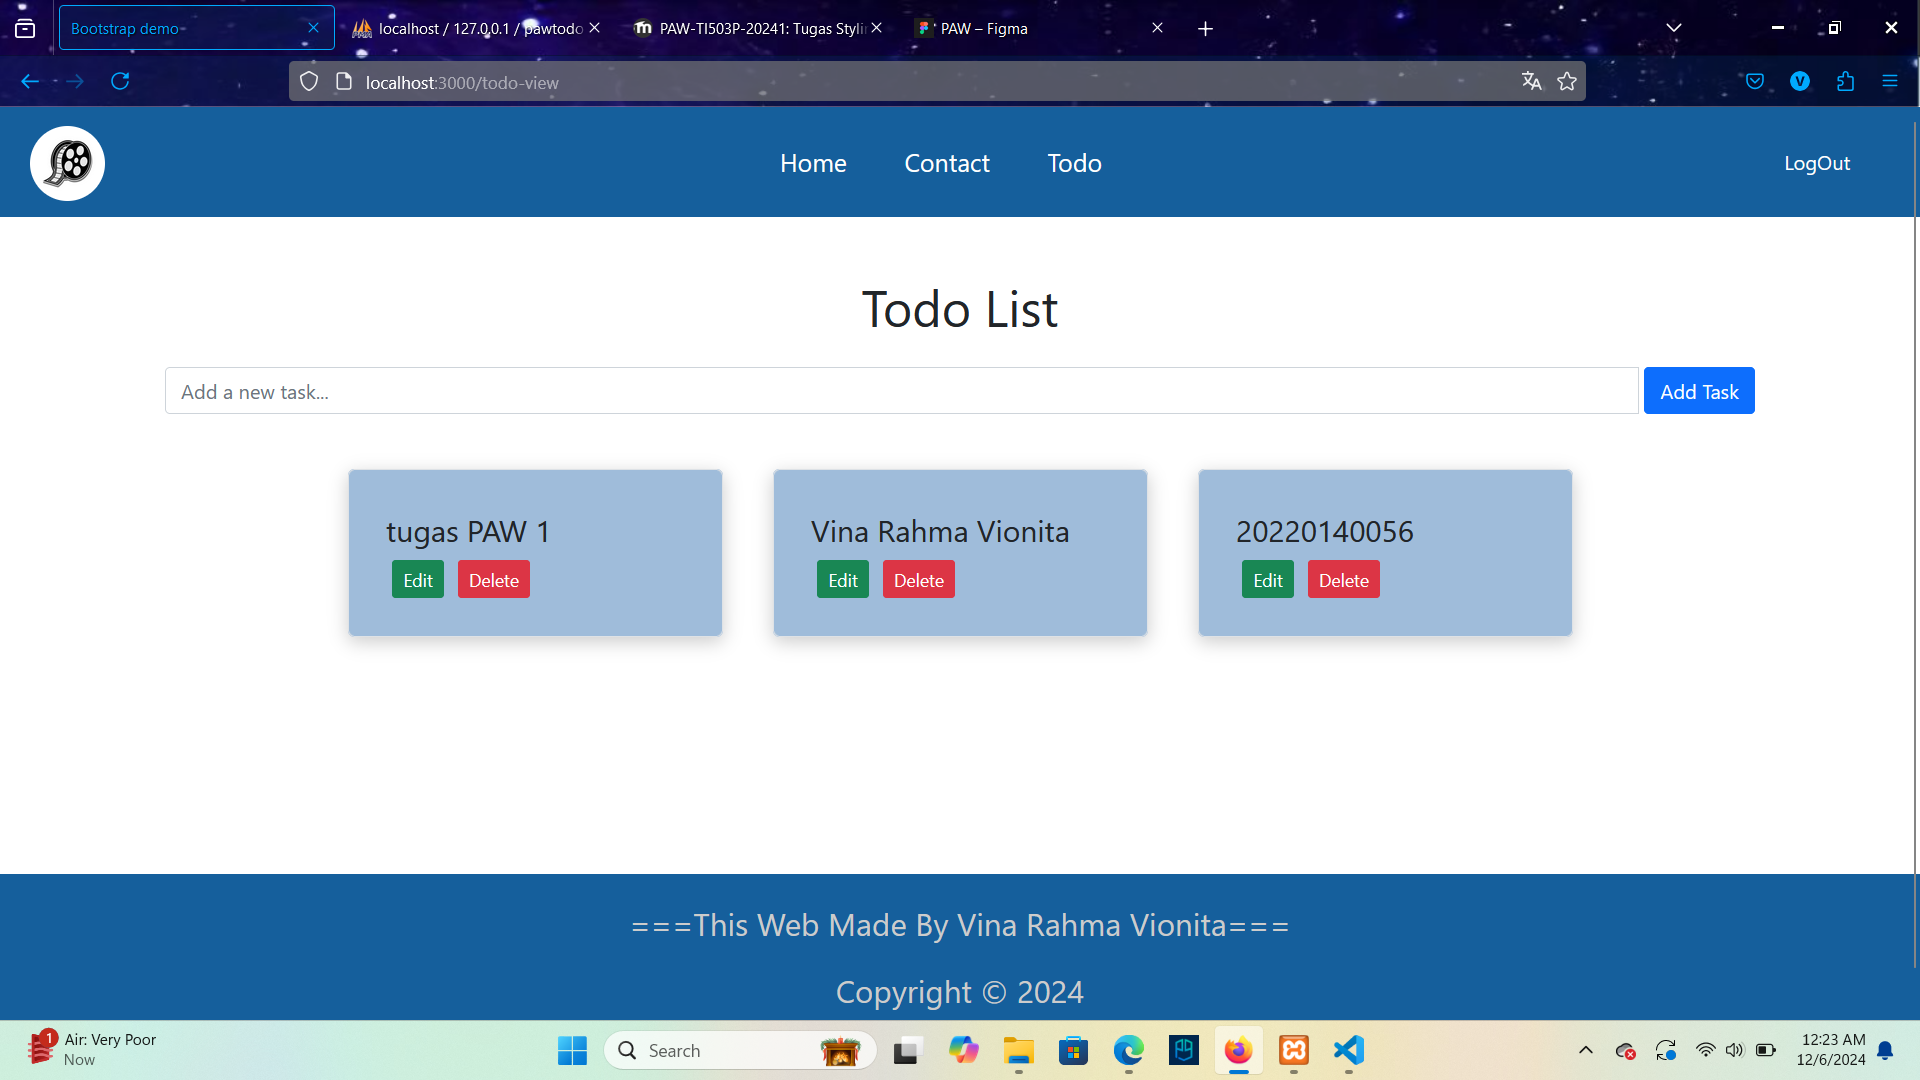 Bootstrap demo
localhost / 127.0.0.1 / pawtodo
PAW-TI503P-20241: Tugas Stylin
PAW – Figma
localhost:3000/todo-view
V
Home
Contact
Todo
LogOut
Todo List
Add a new task...
Add Task
tugas PAW 1
Edit
Delete
Vina Rahma Vionita
Edit
Delete
20220140056
Edit
Delete
===This Web Made By Vina Rahma Vionita===
Copyright © 2024
1
Air: Very Poor
Now
Search
12:23 AM
12/6/2024